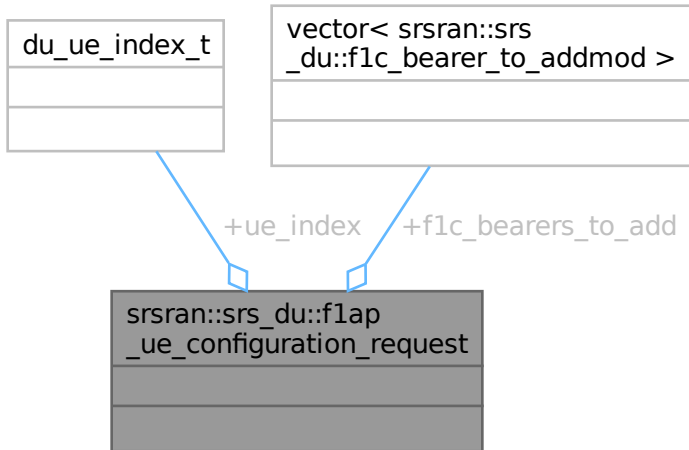 du_ue_index_t
vector< srsran::srs
_du::f1c_bearer_to_addmod >
+ue_index
+f1c_bearers_to_add
srsran::srs_du::f1ap
_ue_configuration_request